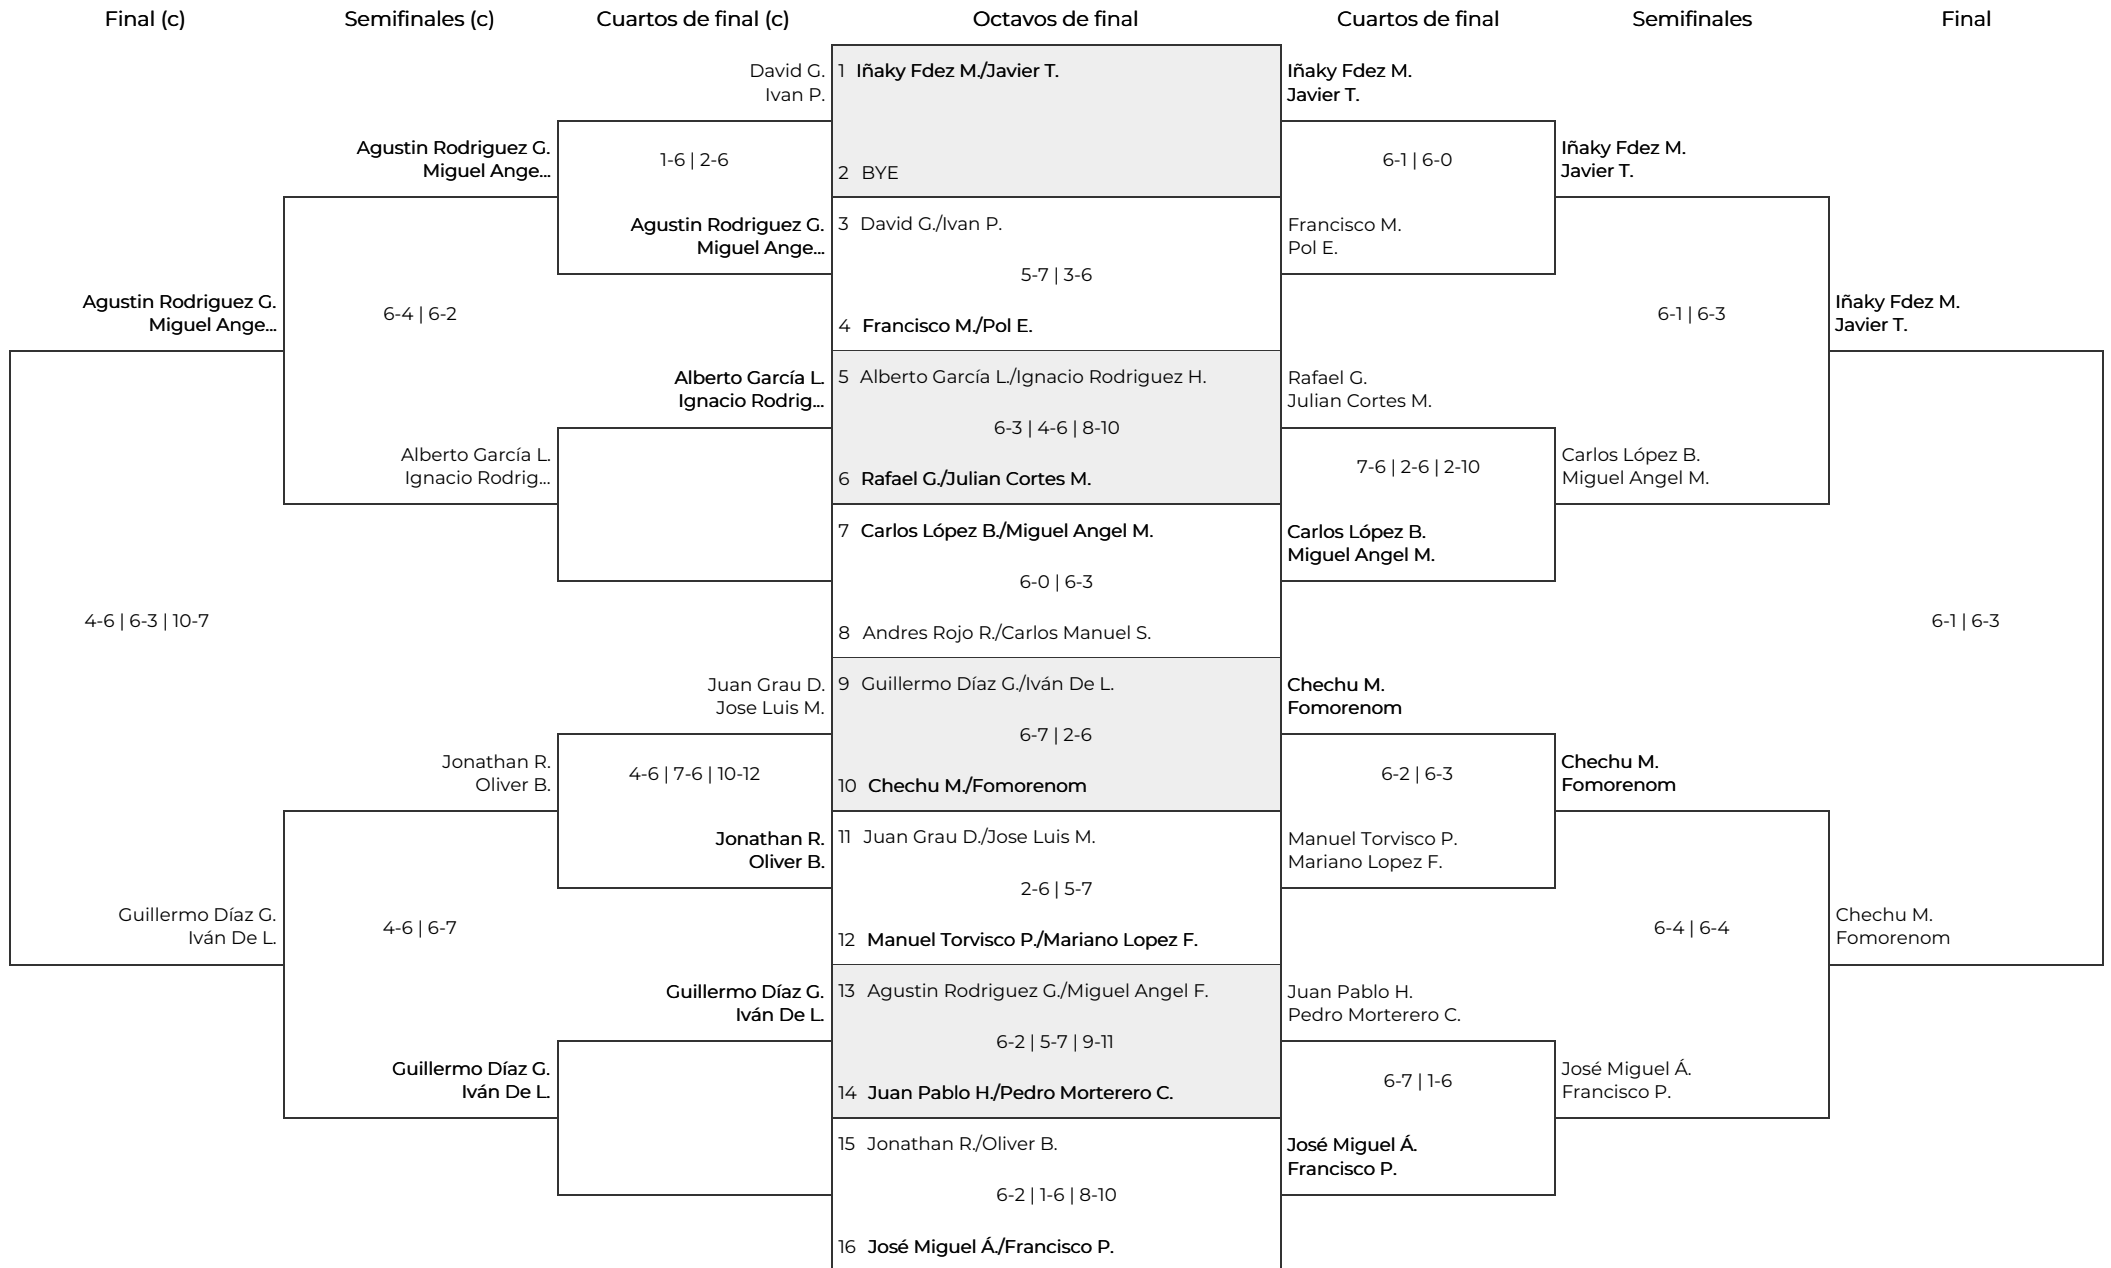 Final (c)
Semifinales (c)
Cuartos de final (c)
Octavos de final
Cuartos de final
Semifinales
Final
Agustin Rodriguez G.
Miguel Ange...
4-6 | 6-3 | 10-7
Guillermo Díaz G.
Iván De L.
Agustin Rodriguez G.
Miguel Ange...
6-4 | 6-2
Alberto García L.
Ignacio Rodrig...
Jonathan R.
Oliver B.
4-6 | 6-7
Guillermo Díaz G.
Iván De L.
David G.
Ivan P.
1-6 | 2-6
Agustin Rodriguez G.
Miguel Ange...
Alberto García L.
Ignacio Rodrig...
Juan Grau D.
Jose Luis M.
4-6 | 7-6 | 10-12
Jonathan R.
Oliver B.
Guillermo Díaz G.
Iván De L.
1 Iñaky Fdez M./Javier T.
2 BYE
3 David G./Ivan P.
5-7 | 3-6
4 Francisco M./Pol E.
5 Alberto García L./Ignacio Rodriguez H.
6-3 | 4-6 | 8-10
6 Rafael G./Julian Cortes M.
7 Carlos López B./Miguel Angel M.
6-0 | 6-3
8 Andres Rojo R./Carlos Manuel S.
9 Guillermo Díaz G./Iván De L.
6-7 | 2-6
10 Chechu M./Fomorenom
11 Juan Grau D./Jose Luis M.
2-6 | 5-7
12 Manuel Torvisco P./Mariano Lopez F.
13 Agustin Rodriguez G./Miguel Angel F.
6-2 | 5-7 | 9-11
14 Juan Pablo H./Pedro Morterero C.
15 Jonathan R./Oliver B.
6-2 | 1-6 | 8-10
16 José Miguel Á./Francisco P.
Iñaky Fdez M.
Javier T.
6-1 | 6-0
Francisco M.
Pol E.
Rafael G.
Julian Cortes M.
7-6 | 2-6 | 2-10
Carlos López B.
Miguel Angel M.
Chechu M.
Fomorenom
6-2 | 6-3
Manuel Torvisco P.
Mariano Lopez F.
Juan Pablo H.
Pedro Morterero C.
6-7 | 1-6
José Miguel Á.
Francisco P.
Iñaky Fdez M.
Javier T.
6-1 | 6-3
Carlos López B.
Miguel Angel M.
Chechu M.
Fomorenom
6-4 | 6-4
José Miguel Á.
Francisco P.
Iñaky Fdez M.
Javier T.
6-1 | 6-3
Chechu M.
Fomorenom